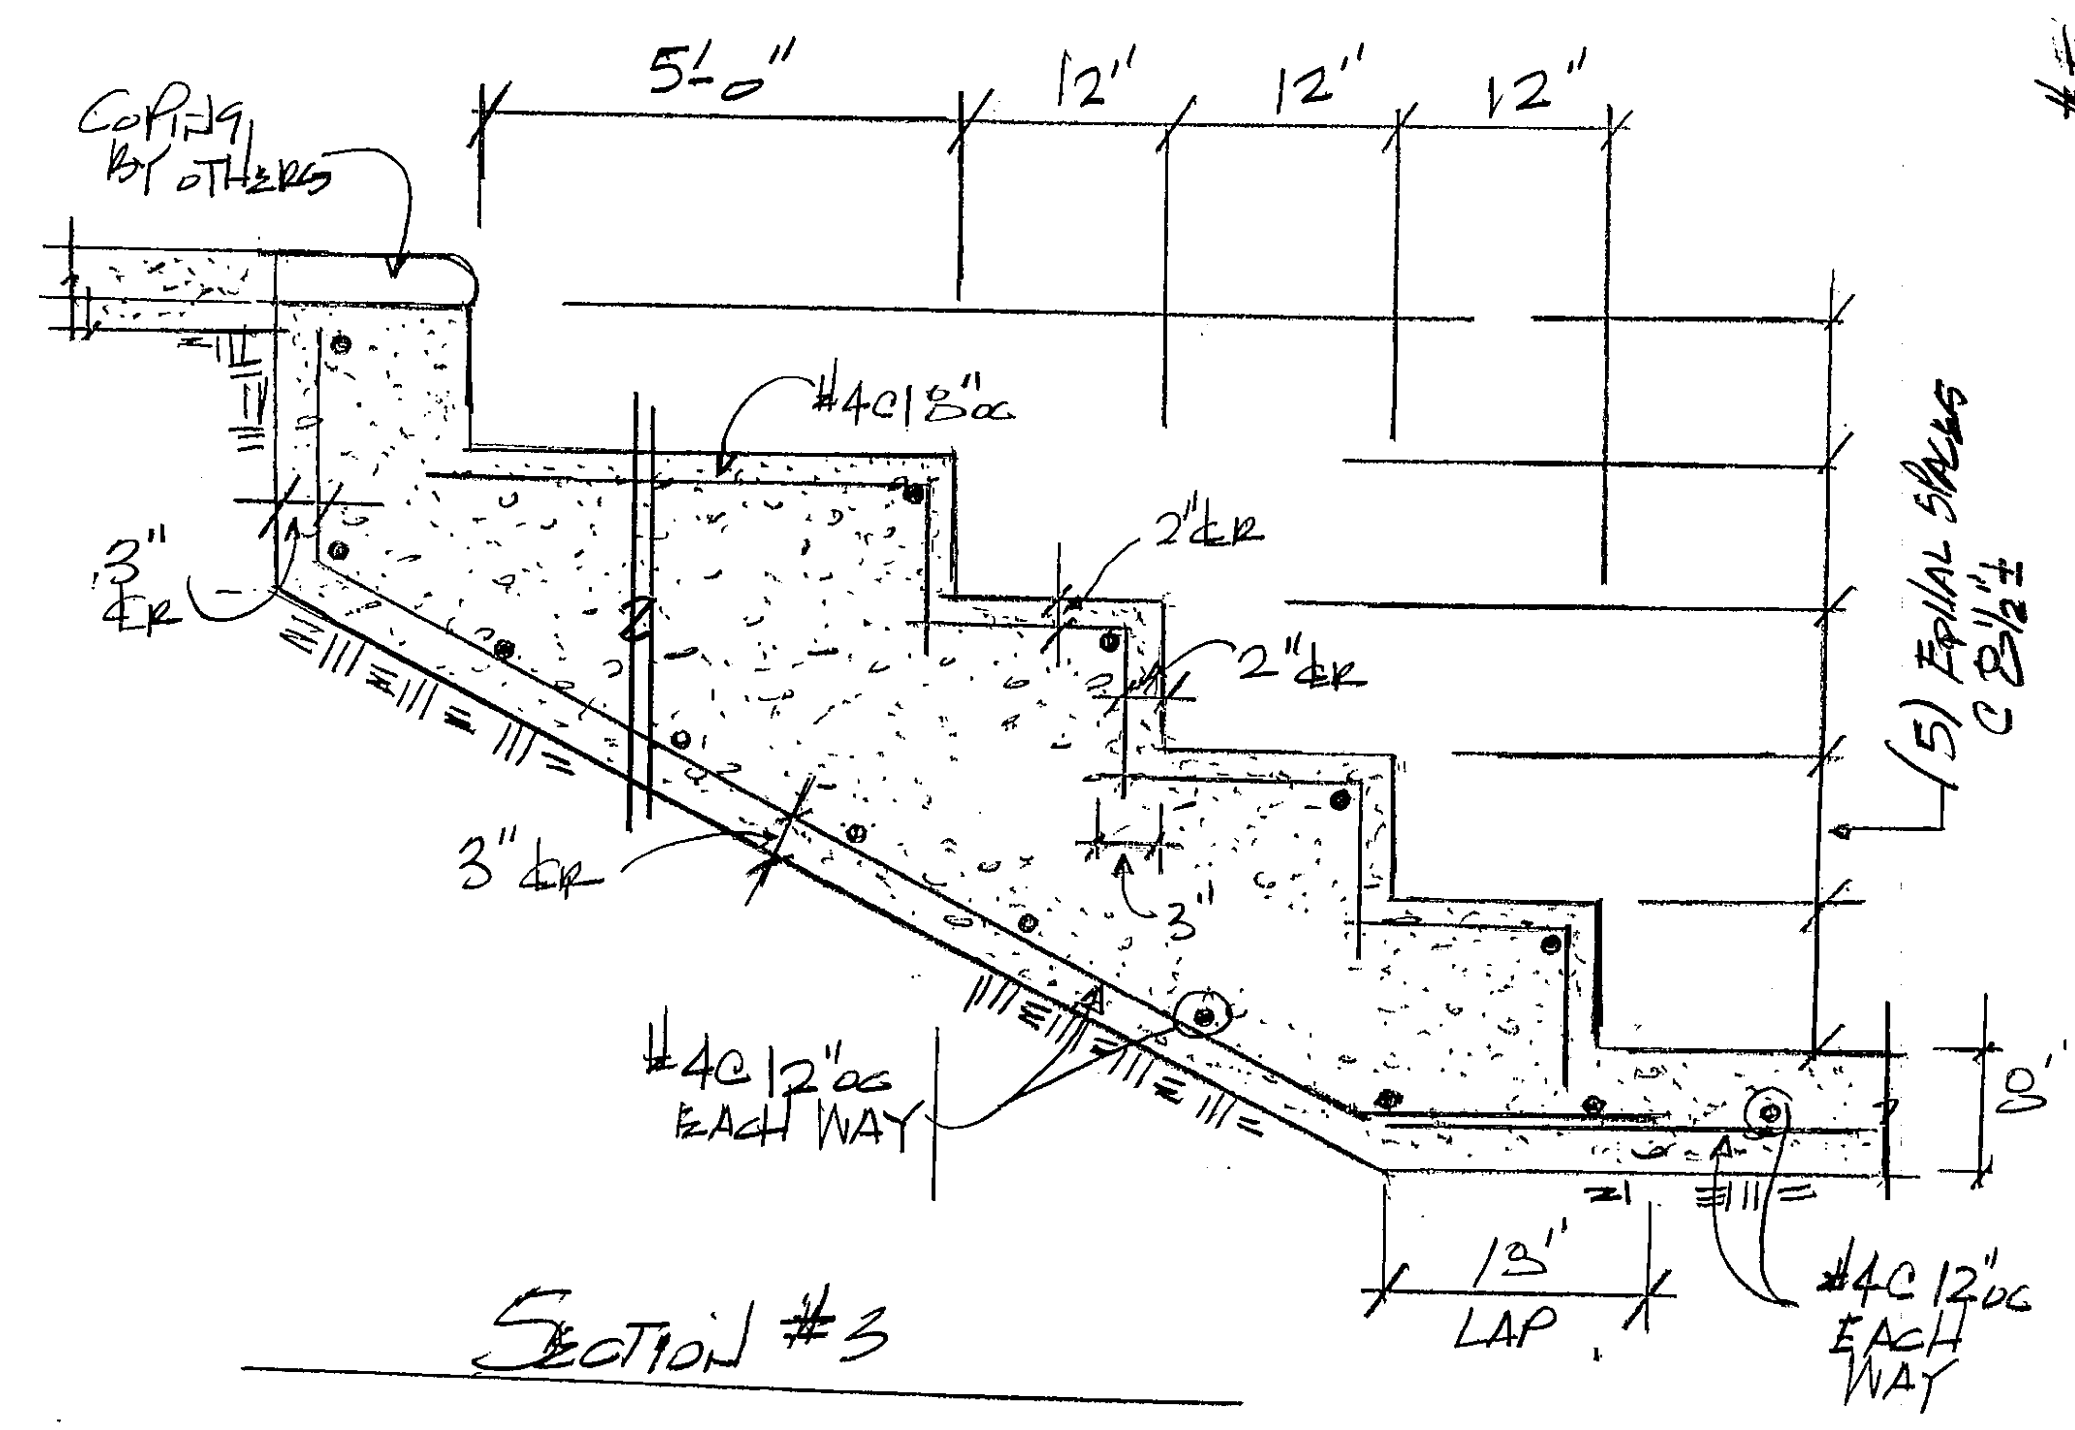 5'-0"
12"
12"
12"
COPING,
BY OTHERS
#4@18"oc
2"CLR
3"
CLR
2"CLR
(5) EQUAL SPACES
@ 8½"±
3"CLR
3"
#4@12"oc
EACH WAY
8"
18"
LAP
#4@12"oc
EACH
WAY
SECTION #3